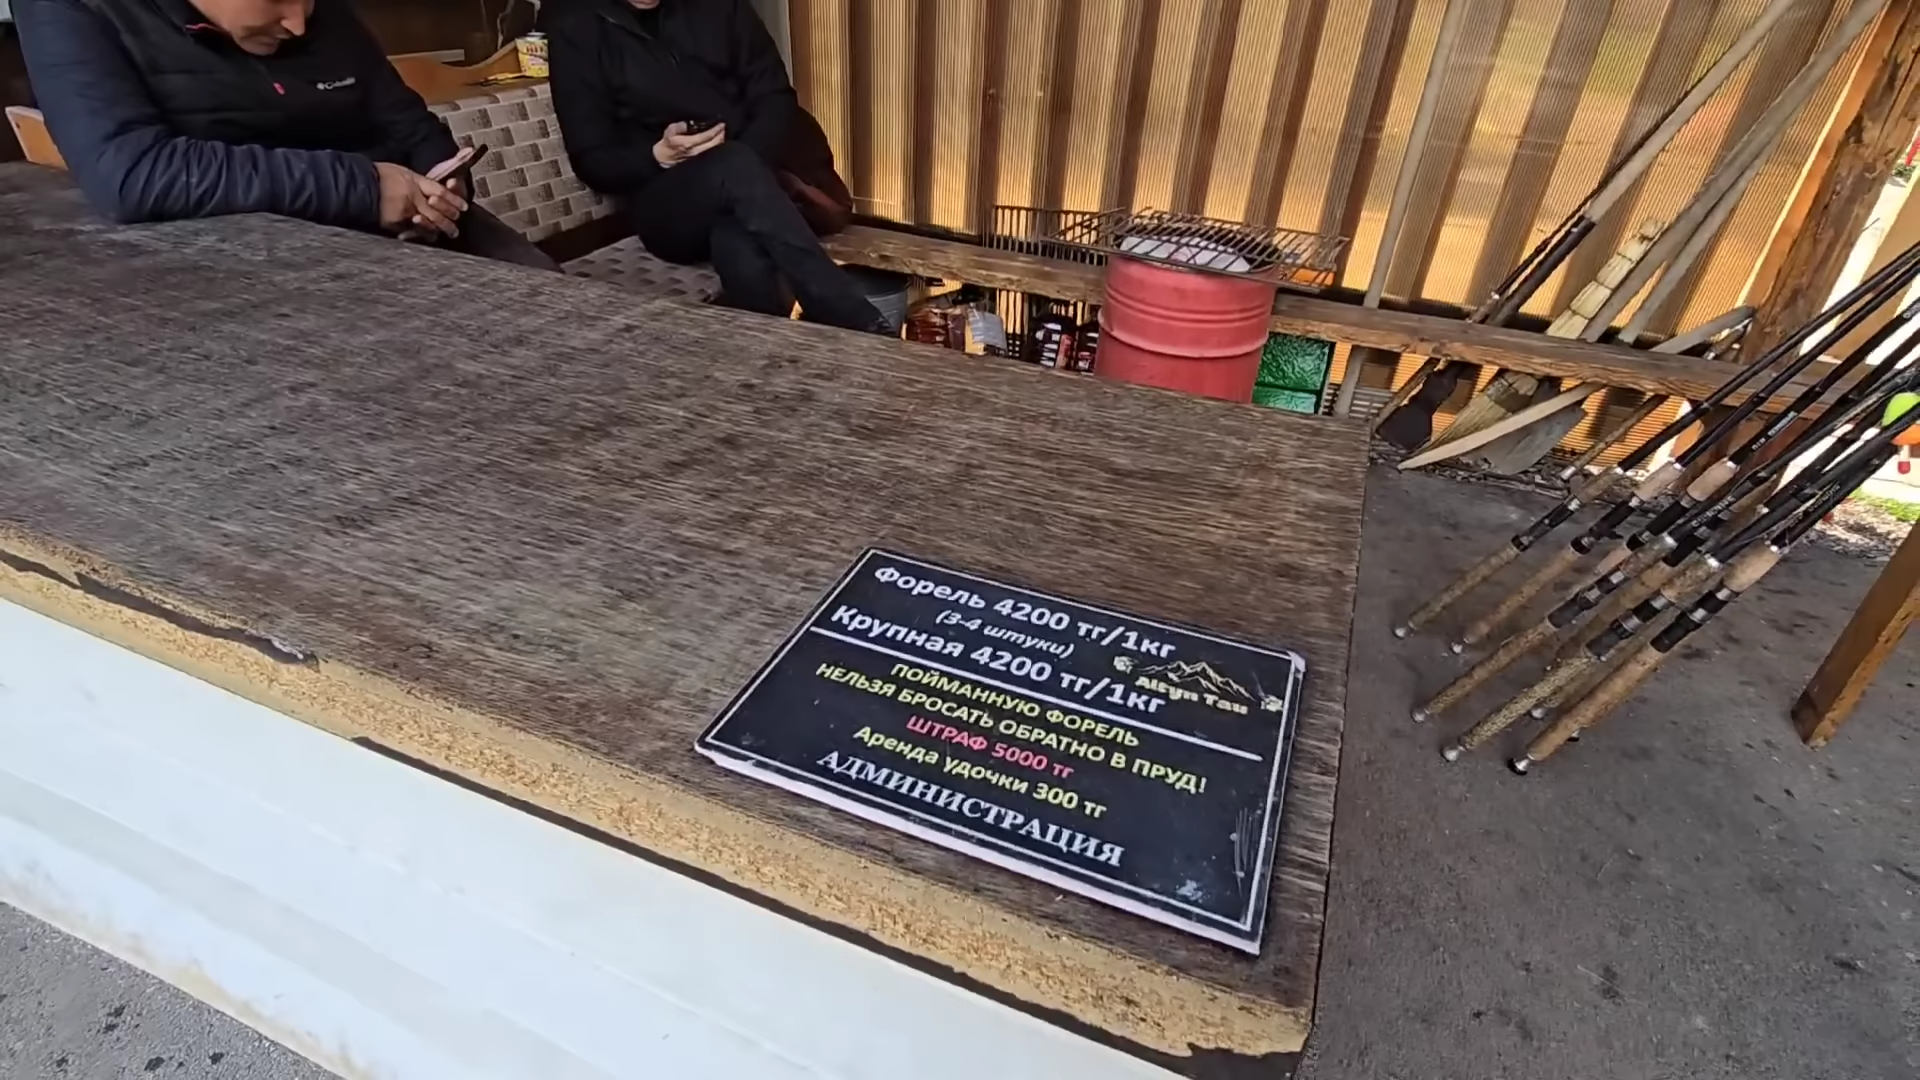 Форель 4200 тг/1кг
(3-4 штуки)
Крупная 4200 тг/1кг
Altyn Tau
ПОЙМАННУЮ ФОРЕЛЬ
НЕЛЬЗЯ БРОСАТЬ ОБРАТНО В ПРУД!
ШТРАФ 5000 тг
Аренда удочки 300 тг
АДМИНИСТРАЦИЯ
Columbia